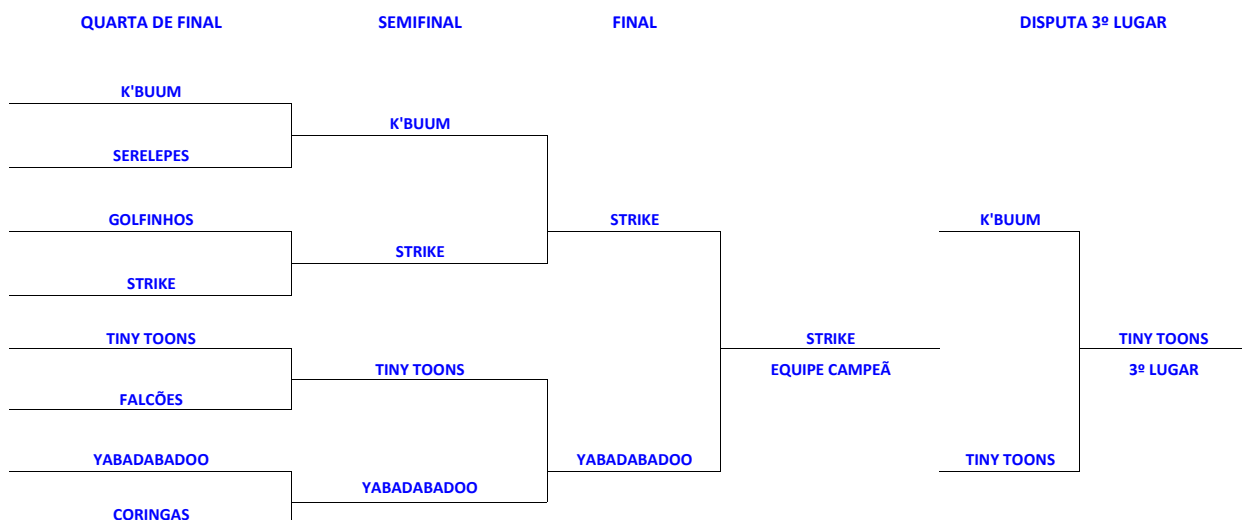 QUARTA DE FINAL SEMIFINAL FINAL DISPUTA 3º LUGAR
K'BUUM
K'BUUM
SERELEPES
GOLFINHOS STRIKE K'BUUM
STRIKE
STRIKE
TINY TOONS STRIKE TINY TOONS
TINY TOONS EQUIPE CAMPEÃ 3º LUGAR
FALCÕES
YABADABADOO YABADABADOO TINY TOONS
YABADABADOO
CORINGAS